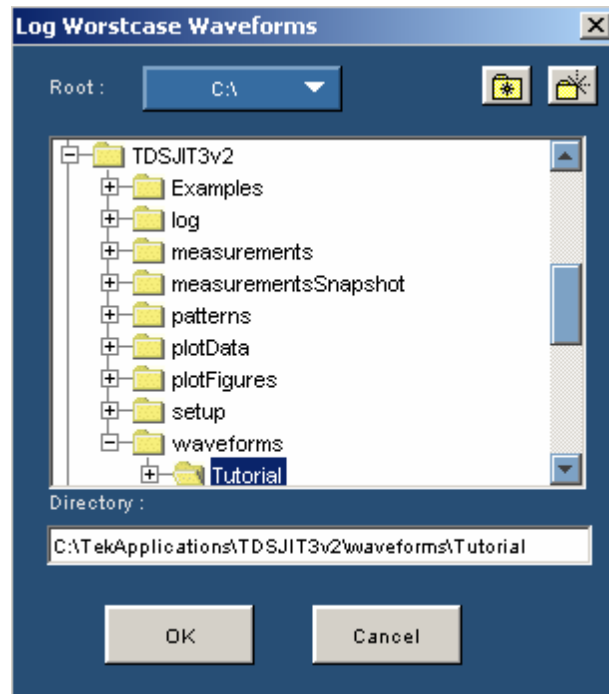 Log Worstcase Waveforms
Root :
C:\
TDSJIT3v2
Examples
log
measurements
measurementsSnapshot
patterns
plotData
plotFigures
setup
waveforms
Tutorial
Directory :
C:\TekApplications\TDSJIT3v2\waveforms\Tutorial
OK
Cancel